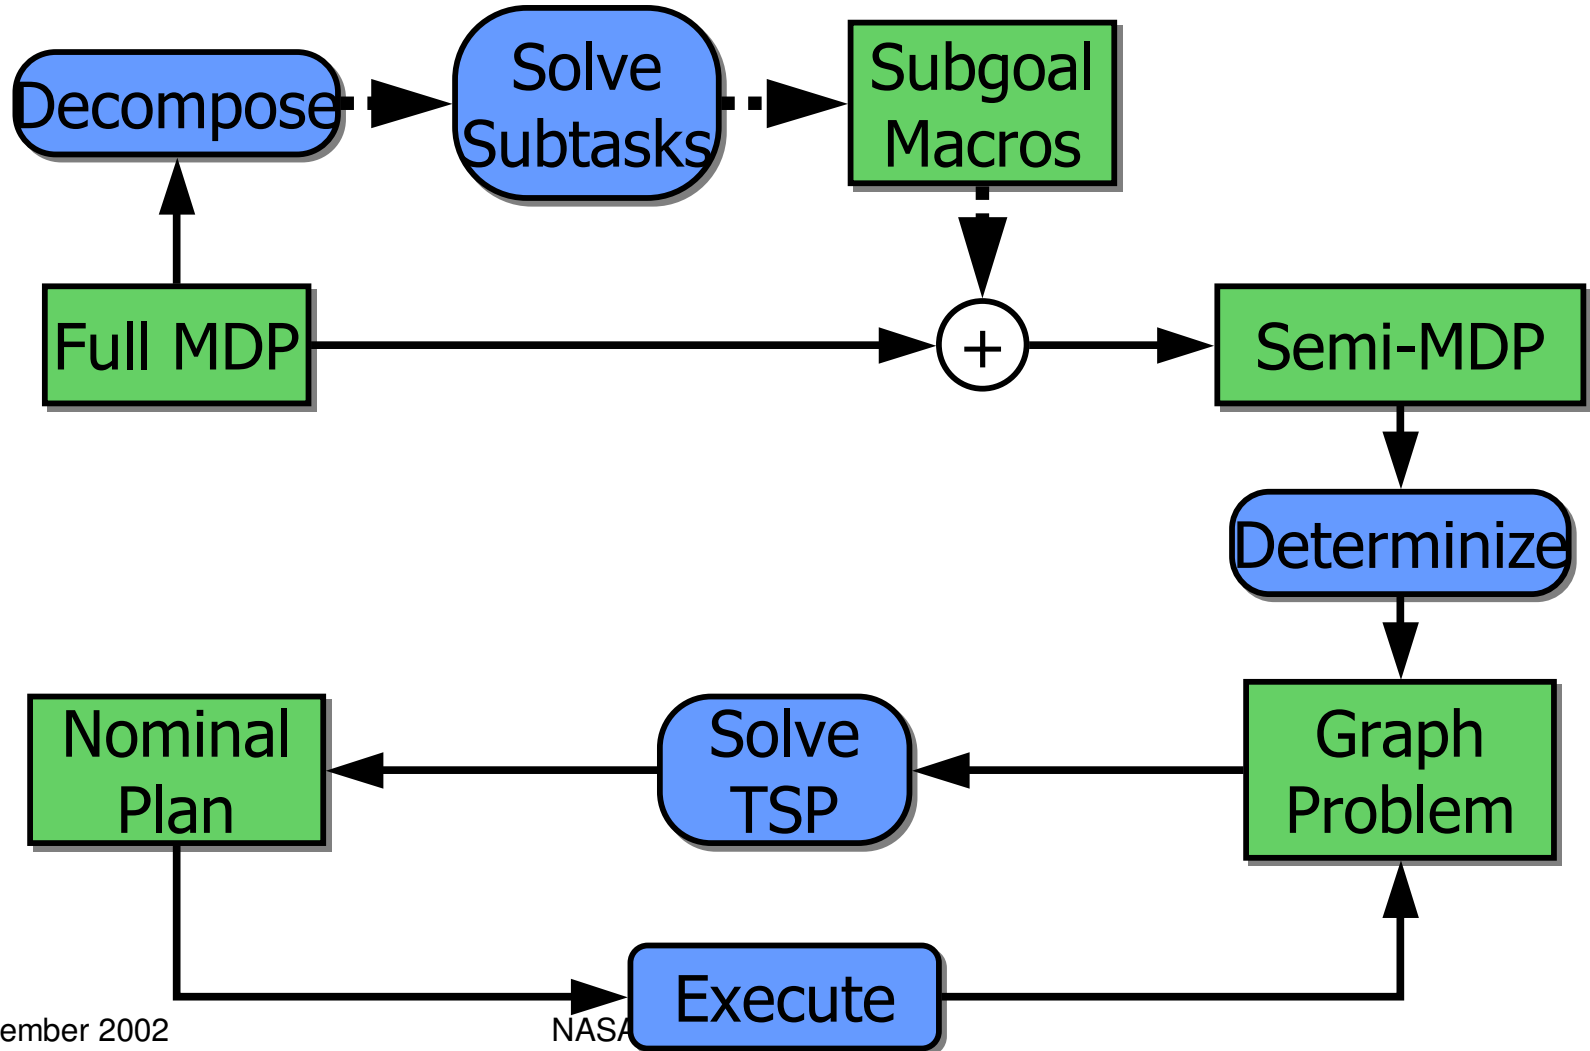 Decompose
Solve
Subtasks
Subgoal
Macros
Full MDP
+
Semi-MDP
Determinize
Nominal
Plan
Solve
TSP
Graph
Problem
Execute
ember 2002
NASA